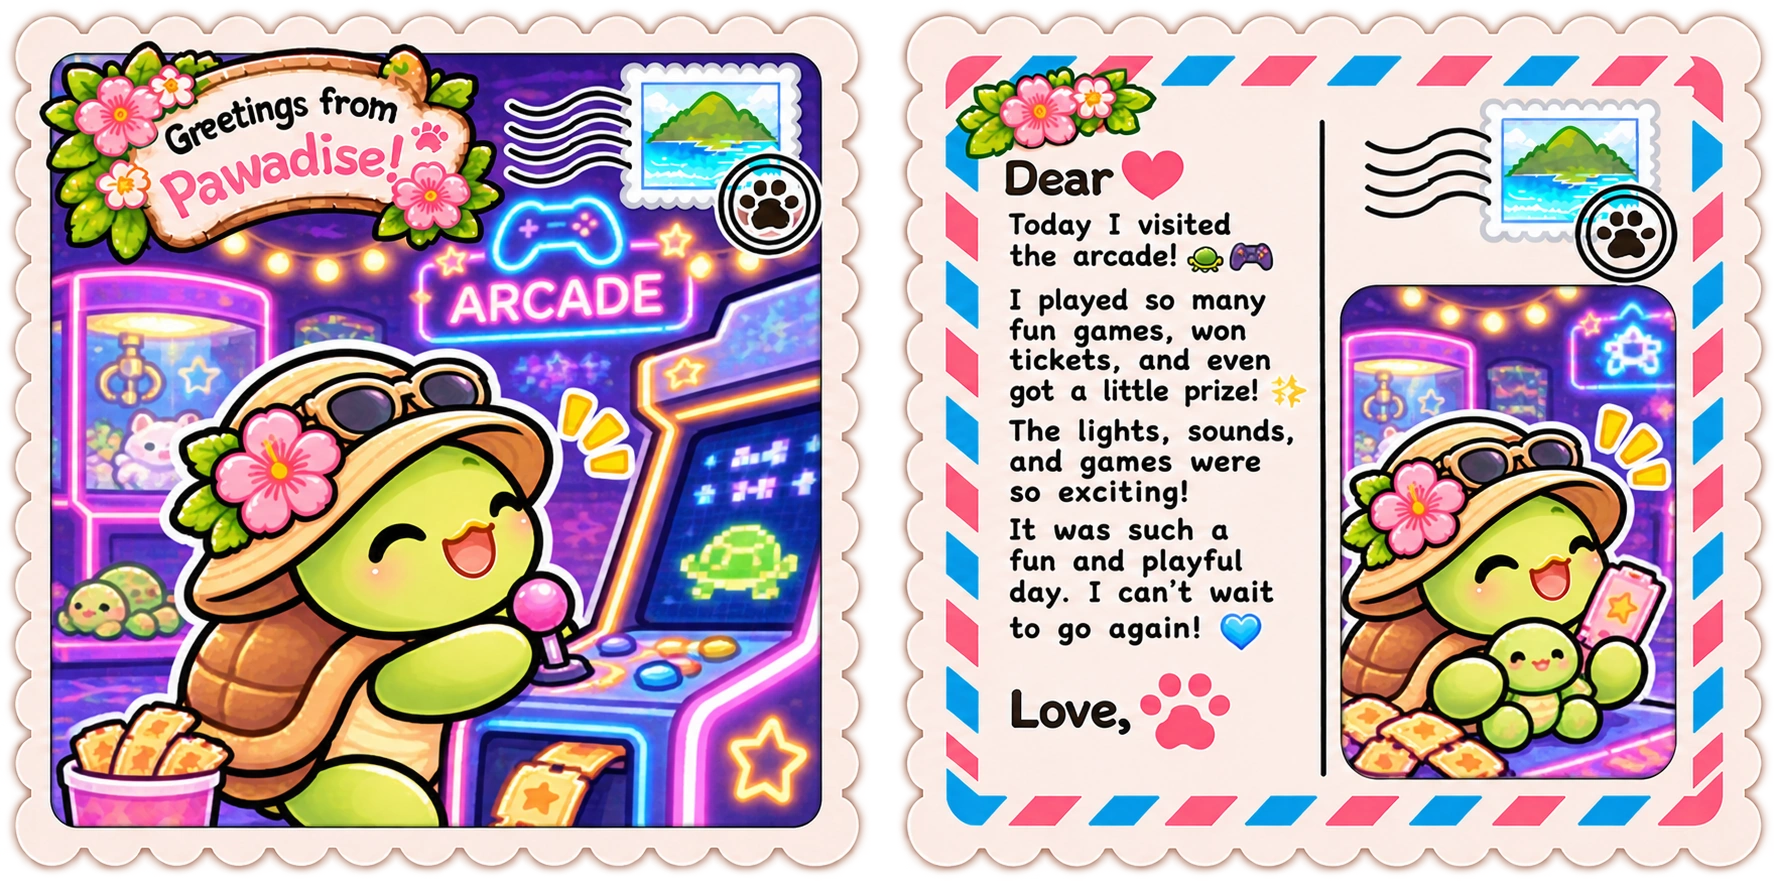 Greetings from
Pawadise!
ARCADE
Dear
Today I visited
the arcade!
I played so many
fun games, won
tickets, and even
got a little prize!
The lights, sounds,
and games were
so exciting!
It was such a
fun and playful
day. I can't wait
to go again!
Love,